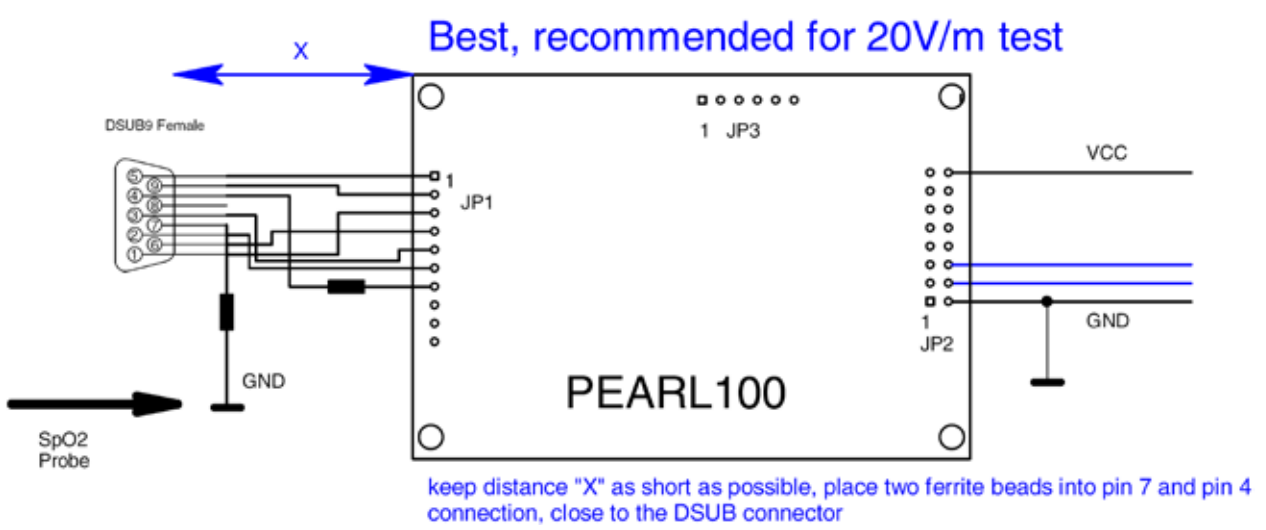 Best, recommended for 20V/m test
X
DSUB9 Female
1 JP3
VCC
5
9
4
8
3
7
2
6
1
1
JP1
GND
1
JP2
GND
PEARL100
SpO2
Probe
keep distance "X" as short as possible, place two ferrite beads into pin 7 and pin 4
connection, close to the DSUB connector